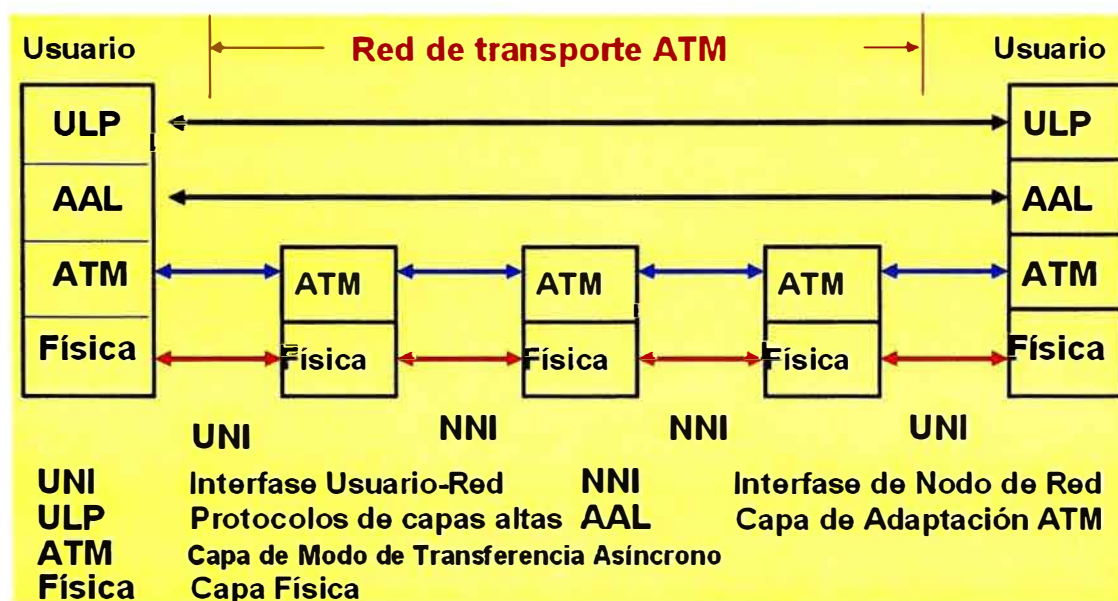 Usuario Red de transporte ATM Usuario
ULP ULP
AAL AAL
ATM ATM ATM ATM ATM
Física Física Física Física Física
UNI NNI NNI UNI
UNI Interfase Usuario-Red NNI Interfase de Nodo de Red
ULP Protocolos de capas altas AAL Capa de Adaptación ATM
ATM Capa de Modo de Transferencia Asíncrono
Física Capa Física